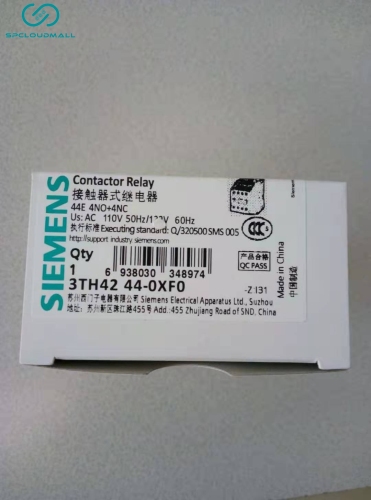 SPCLOUDMALL
SIEMENS
Contactor Relay
接触器式继电器
44E 4NO+4NC
Us: AC 110V 50Hz/132V 60Hz
执行标准 Executing standard: Q/320500 SMS 005
http://support.industry.siemens.com
Qty
1
6 938030 348974
产品合格
QC PASS
3TH42 44-0XF0
-Z 131
苏州西门子电器有限公司 Siemens Electrical Apparatus Ltd., Suzhou
苏州新区珠江路455号 Add.:455 Zhujiang Road of SND, China
Made in China
中国制造
CCC